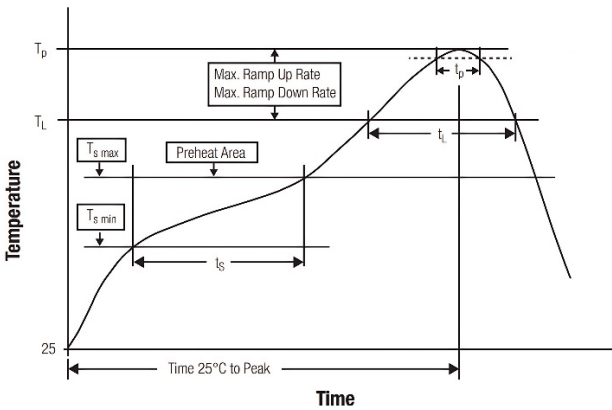 Tp
Max. Ramp Up Rate
Max. Ramp Down Rate
tp
TL
tL
Ts max
Preheat Area
Ts min
tS
Temperature
25
Time 25°C to Peak
Time